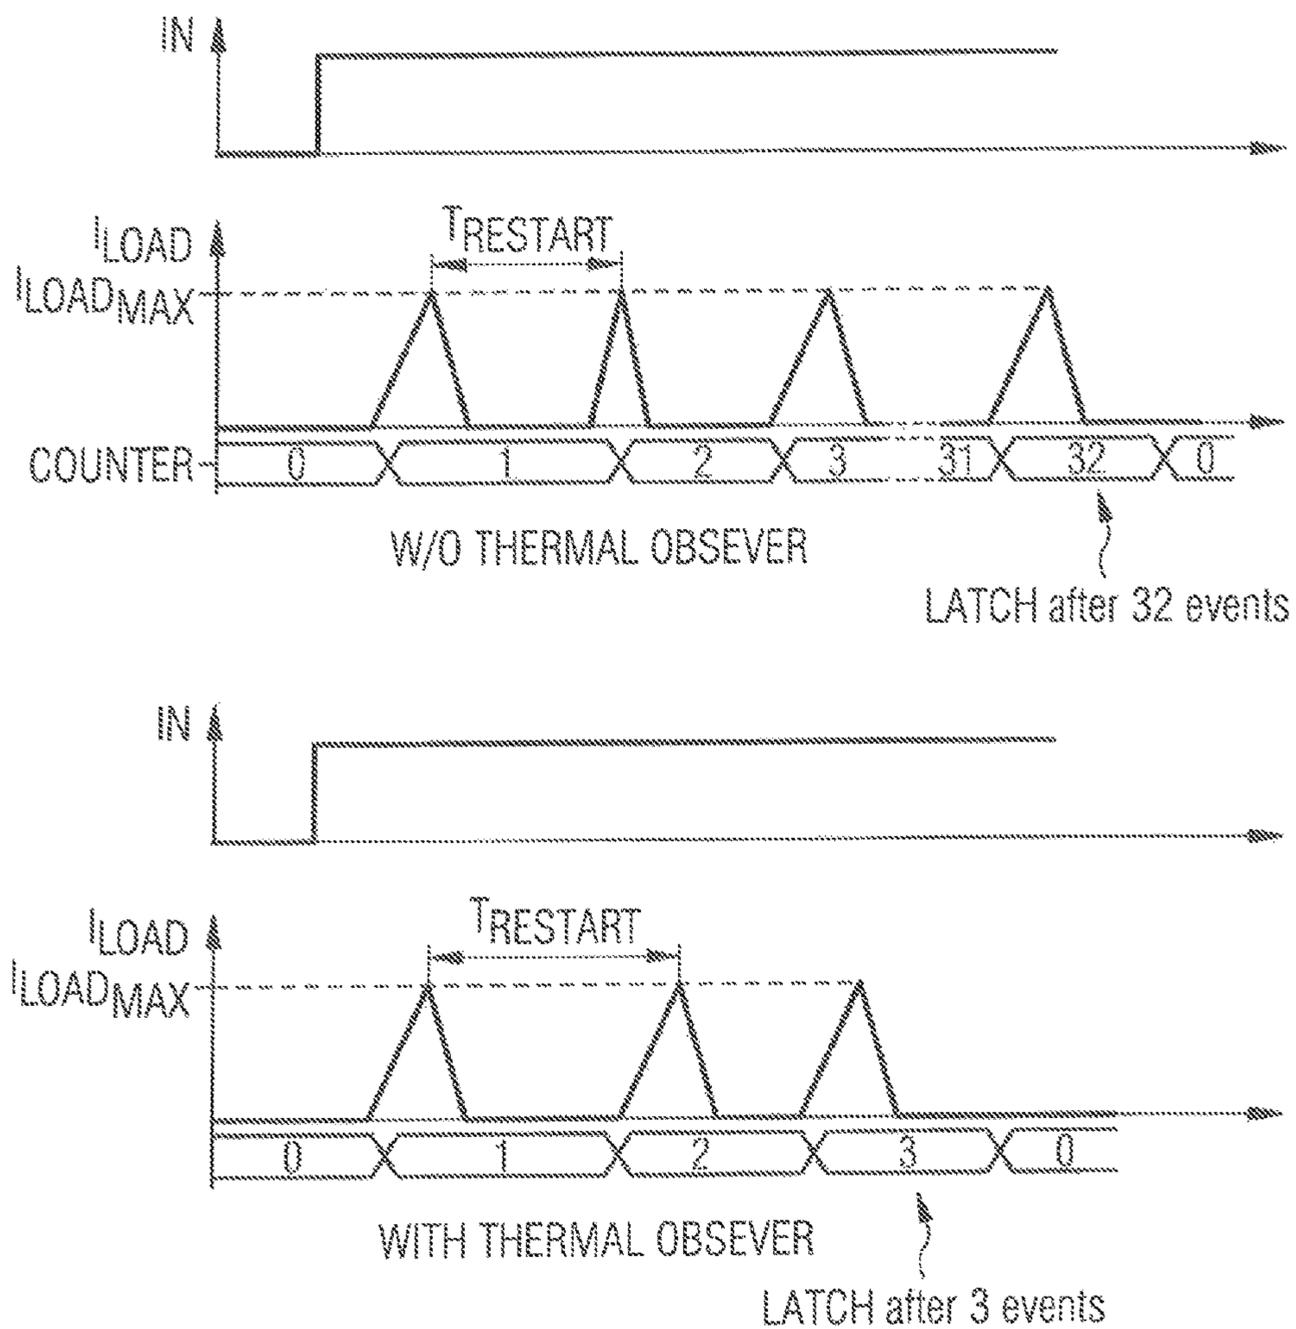 IN
TRESTART
ILOAD
ILOADMAX
COUNTER
0 1 2 3 31 32 0
W/O THERMAL OBSEVER
LATCH after 32 events
IN
TRESTART
ILOAD
ILOADMAX
0 1 2 3 0
WITH THERMAL OBSEVER
LATCH after 3 events